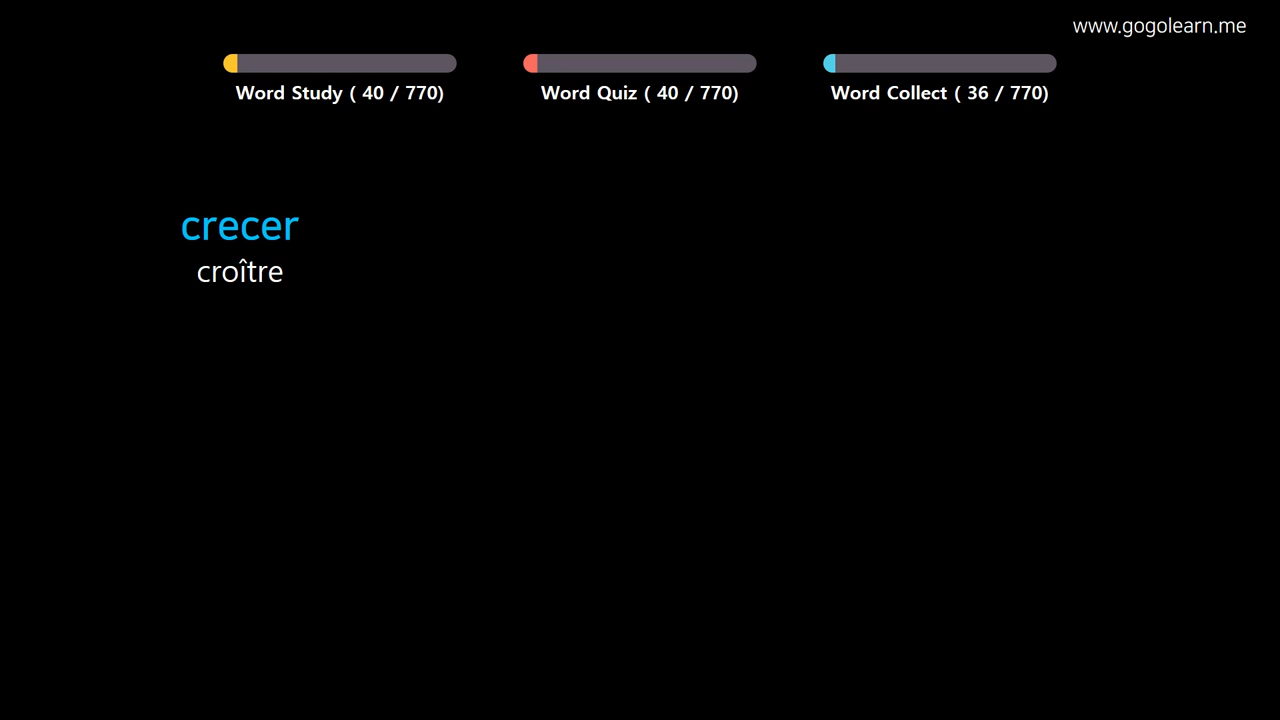 www.gogolearn.me
Word Study ( 40 / 770)
Word Quiz ( 40 / 770)
Word Collect ( 36 / 770)
crecer
croître